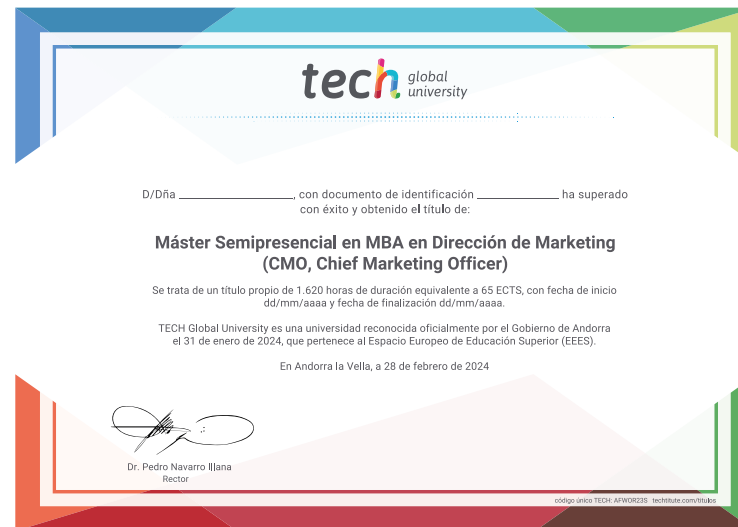 tech global university
D/Dña ______________, con documento de identificación __________ ha superado
con éxito y obtenido el título de:
Máster Semipresencial en MBA en Dirección de Marketing
(CMO, Chief Marketing Officer)
Se trata de un título propio de 1.620 horas de duración equivalente a 65 ECTS, con fecha de inicio
dd/mm/aaaa y fecha de finalización dd/mm/aaaa.
TECH Global University es una universidad reconocida oficialmente por el Gobierno de Andorra
el 31 de enero de 2024, que pertenece al Espacio Europeo de Educación Superior (EEES).
En Andorra la Vella, a 28 de febrero de 2024
Dr. Pedro Navarro Illana
Rector
código único TECH: AFWOR23S techtitute.com/titulos